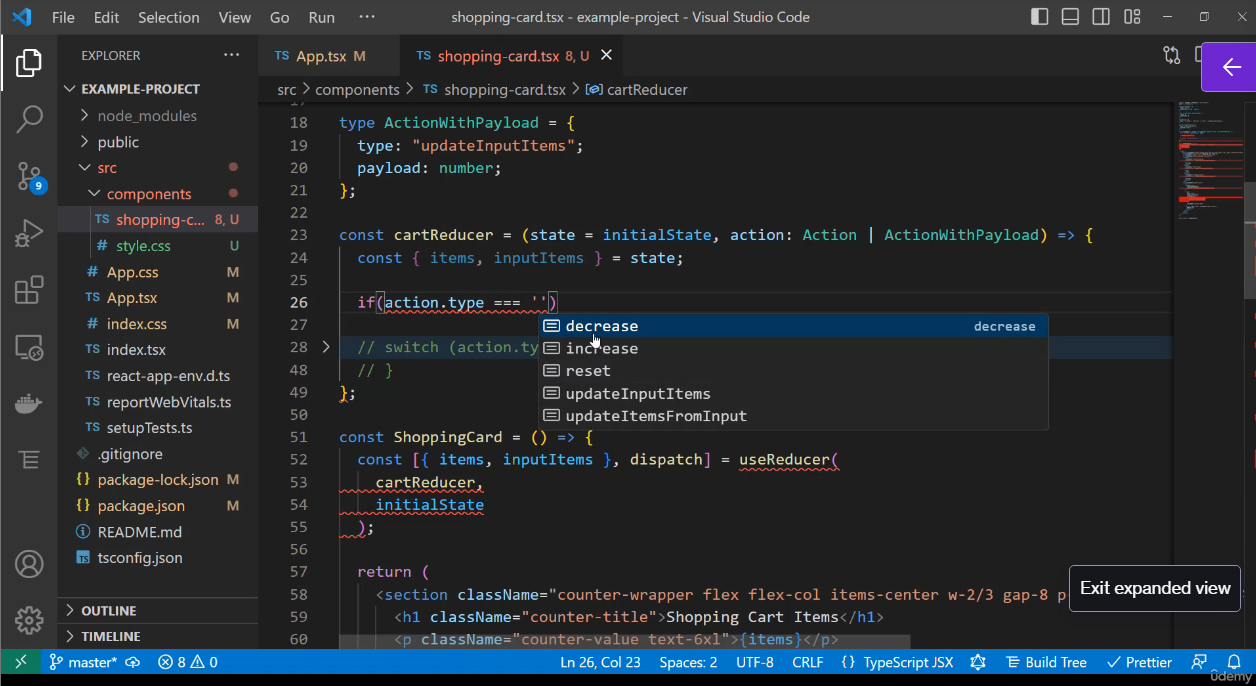 File Edit Selection View Go Run ··· shopping-card.tsx - example-project - Visual Studio Code
EXPLORER ···
EXAMPLE-PROJECT
node_modules
public
src
components
TS shopping-c... 8, U
# style.css U
# App.css M
TS App.tsx M
# index.css M
TS index.tsx
TS react-app-env.d.ts
TS reportWebVitals.ts
TS setupTests.ts
.gitignore
{} package-lock.json M
{} package.json M
README.md
TS tsconfig.json
OUTLINE
TIMELINE
9
TS App.tsx M TS shopping-card.tsx 8, U
src > components > TS shopping-card.tsx > cartReducer
17
18 type ActionWithPayload = {
19 type: "updateInputItems";
20 payload: number;
21 };
22
23 const cartReducer = (state = initialState, action: Action | ActionWithPayload) => {
24 const { items, inputItems } = state;
25
26 if(action.type === '')
27
28 // switch (action.ty
48 // }
49 };
50
51 const ShoppingCard = () => {
52 const [{ items, inputItems }, dispatch] = useReducer(
53 cartReducer,
54 initialState
55 );
56
57 return (
58 <section className="counter-wrapper flex flex-col items-center w-2/3 gap-8 p
59 <h1 className="counter-title">Shopping Cart Items</h1>
60 <p className="counter-value text-6xl">{items}</p>
decrease decrease
increase
reset
updateInputItems
updateItemsFromInput
Exit expanded view
master* 8 0 Ln 26, Col 23 Spaces: 2 UTF-8 CRLF {} TypeScript JSX Build Tree Prettier
ûdemy